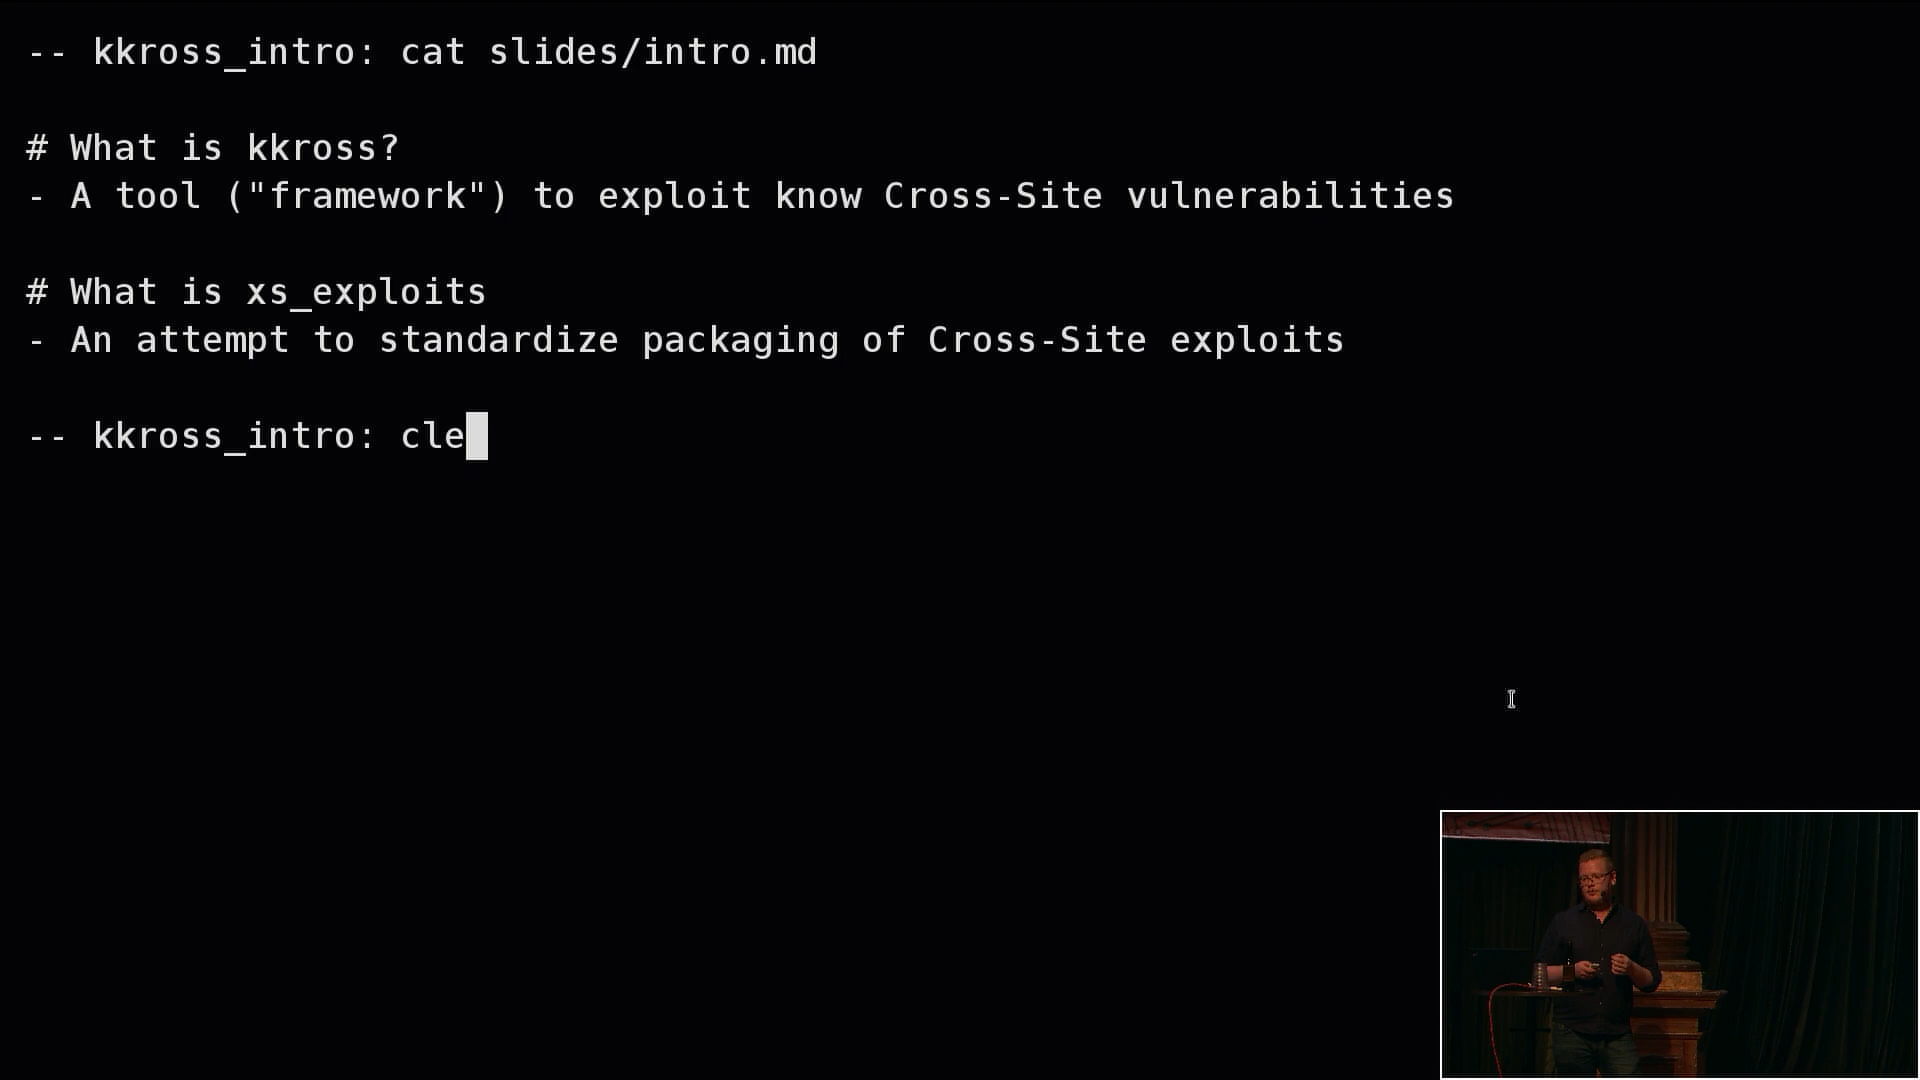 -- kkross_intro: cat slides/intro.md
# What is kkross?
- A tool ("framework") to exploit know Cross-Site vulnerabilities
# What is xs_exploits
- An attempt to standardize packaging of Cross-Site exploits
-- kkross_intro: cle